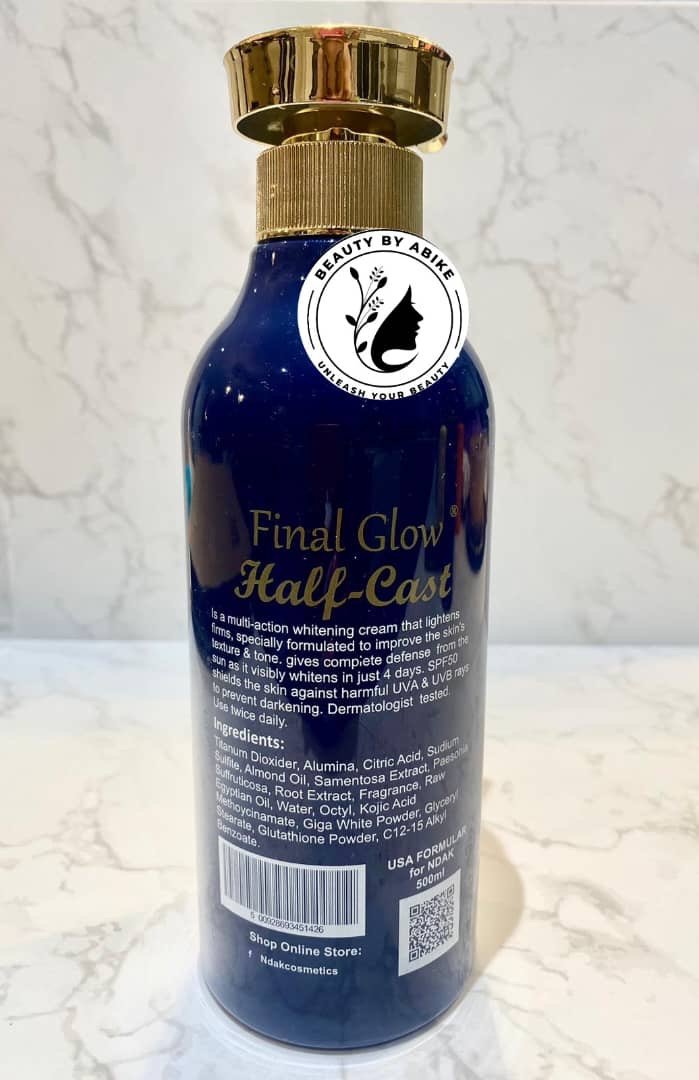 BEAUTY BY ABIKE
UNLEASH YOUR BEAUTY
Final Glow ®
Half-Cast
Is a multi-action whitening cream that lightens
firms, specially formulated to improve the skin's
texture & tone. gives complete defense from the
sun as it visibly whitens in just 4 days. SPF50
shields the skin against harmful UVA & UVB rays
to prevent darkening. Dermatologist tested.
Use twice daily.
Ingredients:
Titanum Dioxider, Alumina, Citric Acid, Sudium
Sulfite, Almond Oil, Samentosa Extract, Paesonia
Suffruticosa, Root Extract, Fragrance, Raw
Egyptian Oil, Water, Octyl, Kojic Acid
Methoycinamate, Giga White Powder, Glyceryl
Stearate, Glutathione Powder, C12-15 Alkyl
Benzoate.
USA FORMULAR
for NDAK
500ml
5 00928693451426
Shop Online Store:
f Ndakcosmetics